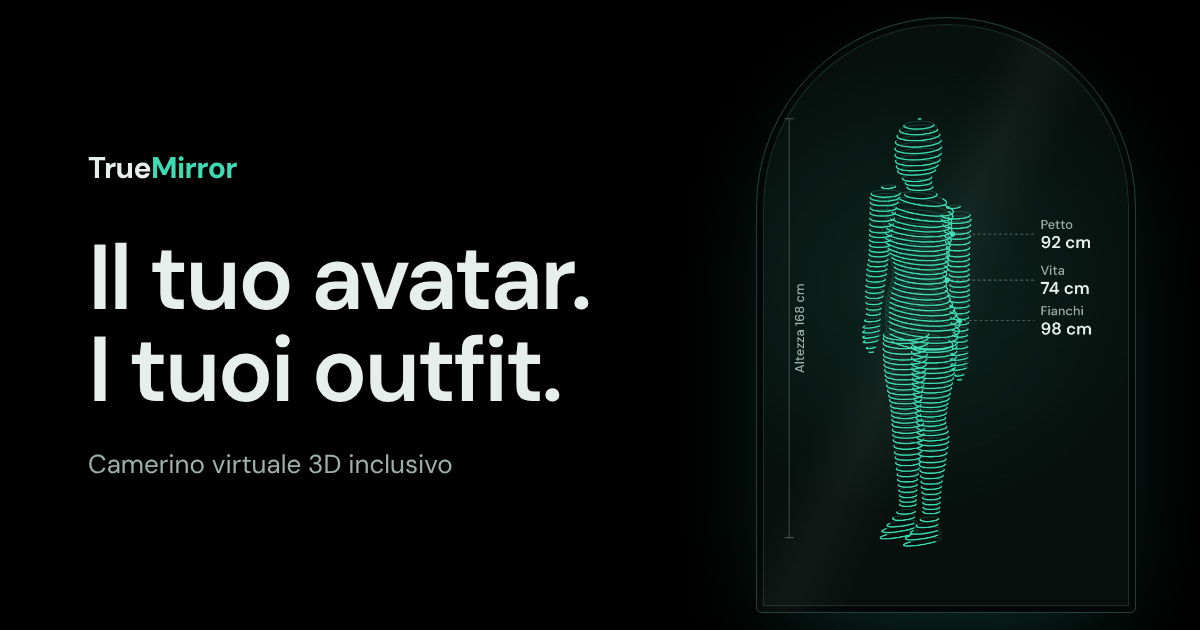 TrueMirror
Il tuo avatar.
I tuoi outfit.
Camerino virtuale 3D inclusivo
Altezza 168 cm
Petto
92 cm
Vita
74 cm
Fianchi
98 cm